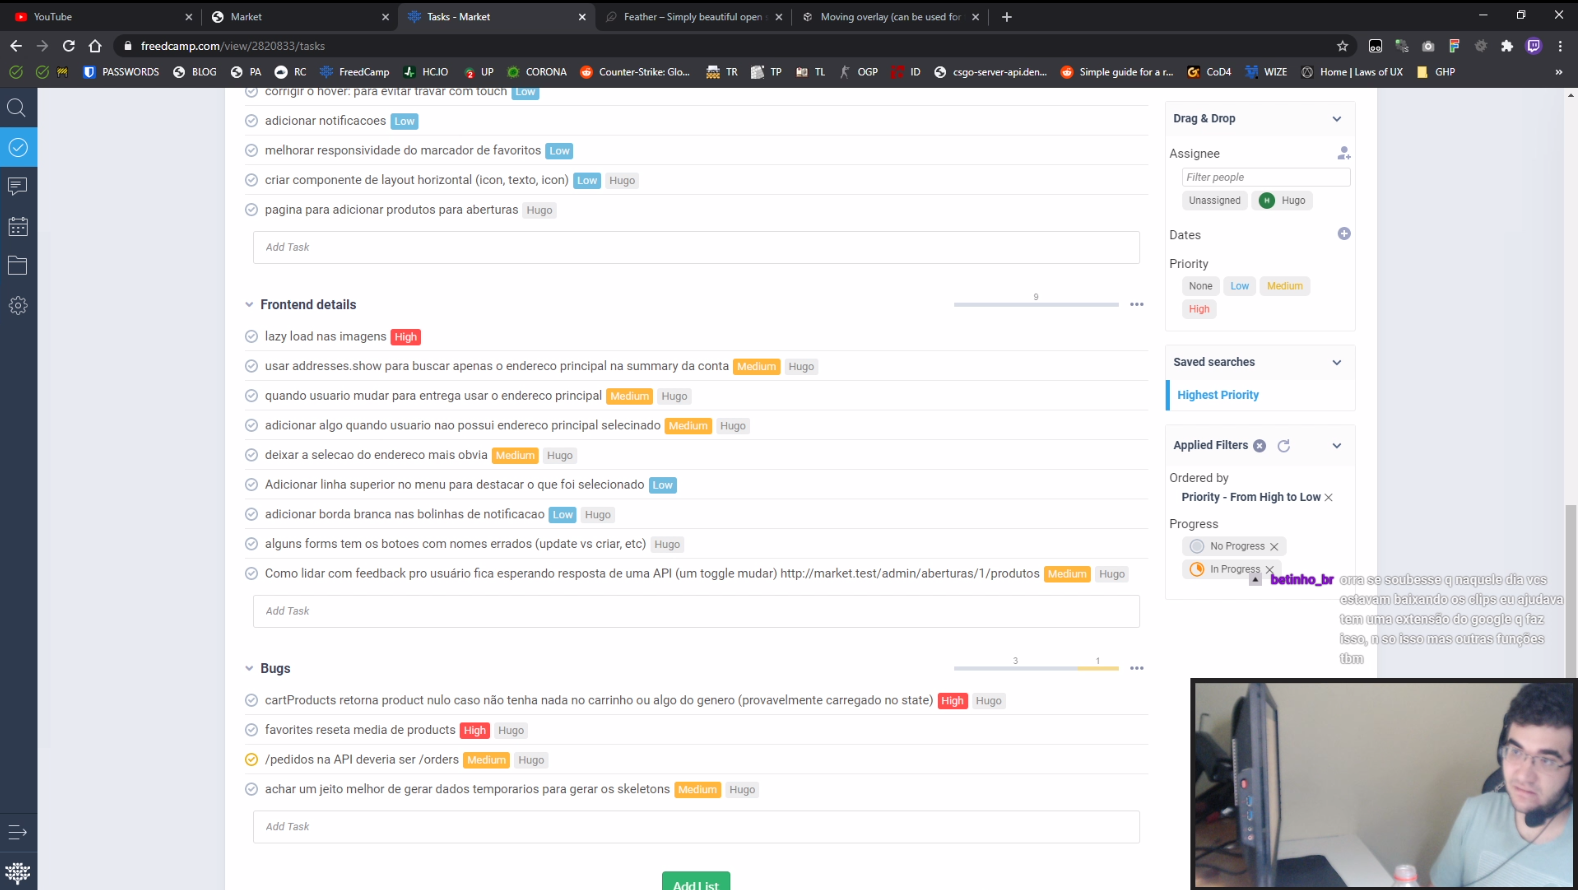 YouTube
Market
Tasks - Market
Feather – Simply beautiful open s
Moving overlay (can be used for
freedcamp.com/view/2820833/tasks
PASSWORDS
BLOG
PA
RC
FreedCamp
HC.IO
UP
CORONA
Counter-Strike: Glo...
TR
TP
TL
OGP
ID
csgo-server-api.den...
Simple guide for a r...
CoD4
WIZE
Home | Laws of UX
GHP
corrigir o hover: para evitar travar com touch Low
adicionar notificacoes Low
melhorar responsividade do marcador de favoritos Low
criar componente de layout horizontal (icon, texto, icon) Low Hugo
pagina para adicionar produtos para aberturas Hugo
Add Task
Frontend details
9
lazy load nas imagens High
usar addresses.show para buscar apenas o endereco principal na summary da conta Medium Hugo
quando usuario mudar para entrega usar o endereco principal Medium Hugo
adicionar algo quando usuario nao possui endereco principal selecinado Medium Hugo
deixar a selecao do endereco mais obvia Medium Hugo
Adicionar linha superior no menu para destacar o que foi selecionado Low
adicionar borda branca nas bolinhas de notificacao Low Hugo
alguns forms tem os botoes com nomes errados (update vs criar, etc) Hugo
Como lidar com feedback pro usuário fica esperando resposta de uma API (um toggle mudar) http://market.test/admin/aberturas/1/produtos Medium Hugo
Add Task
Bugs
3
1
cartProducts retorna product nulo caso não tenha nada no carrinho ou algo do genero (provavelmente carregado no state) High Hugo
favorites reseta media de products High Hugo
/pedidos na API deveria ser /orders Medium Hugo
achar um jeito melhor de gerar dados temporarios para gerar os skeletons Medium Hugo
Add Task
Add List
Drag & Drop
Assignee
Filter people
Unassigned
H Hugo
Dates
Priority
None
Low
Medium
High
Saved searches
Highest Priority
Applied Filters
Ordered by
Priority - From High to Low
Progress
No Progress
In Progress
betinho_br orra se soubesse q naquele dia vcs
estavam baixando os clips eu ajudava
tem uma extensão do google q faz
isso, n so isso mas outras funções
tbm